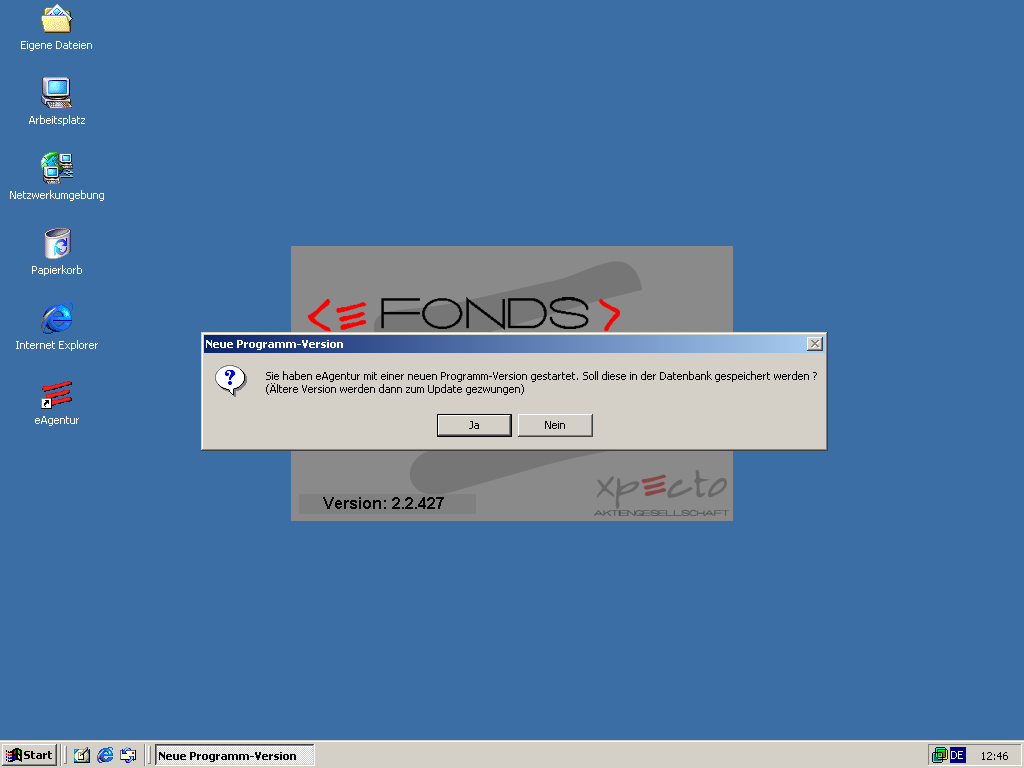 Eigene Dateien
Arbeitsplatz
Netzwerkumgebung
Papierkorb
Internet Explorer
eAgentur
FONDS
Neue Programm-Version
Sie haben eAgentur mit einer neuen Programm-Version gestartet. Soll diese in der Datenbank gespeichert werden ?
(Ältere Version werden dann zum Update gezwungen)
Ja
Nein
xpecto
AKTIENGESELLSCHAFT
Version: 2.2.427
Start
Neue Programm-Version
DE
12:46